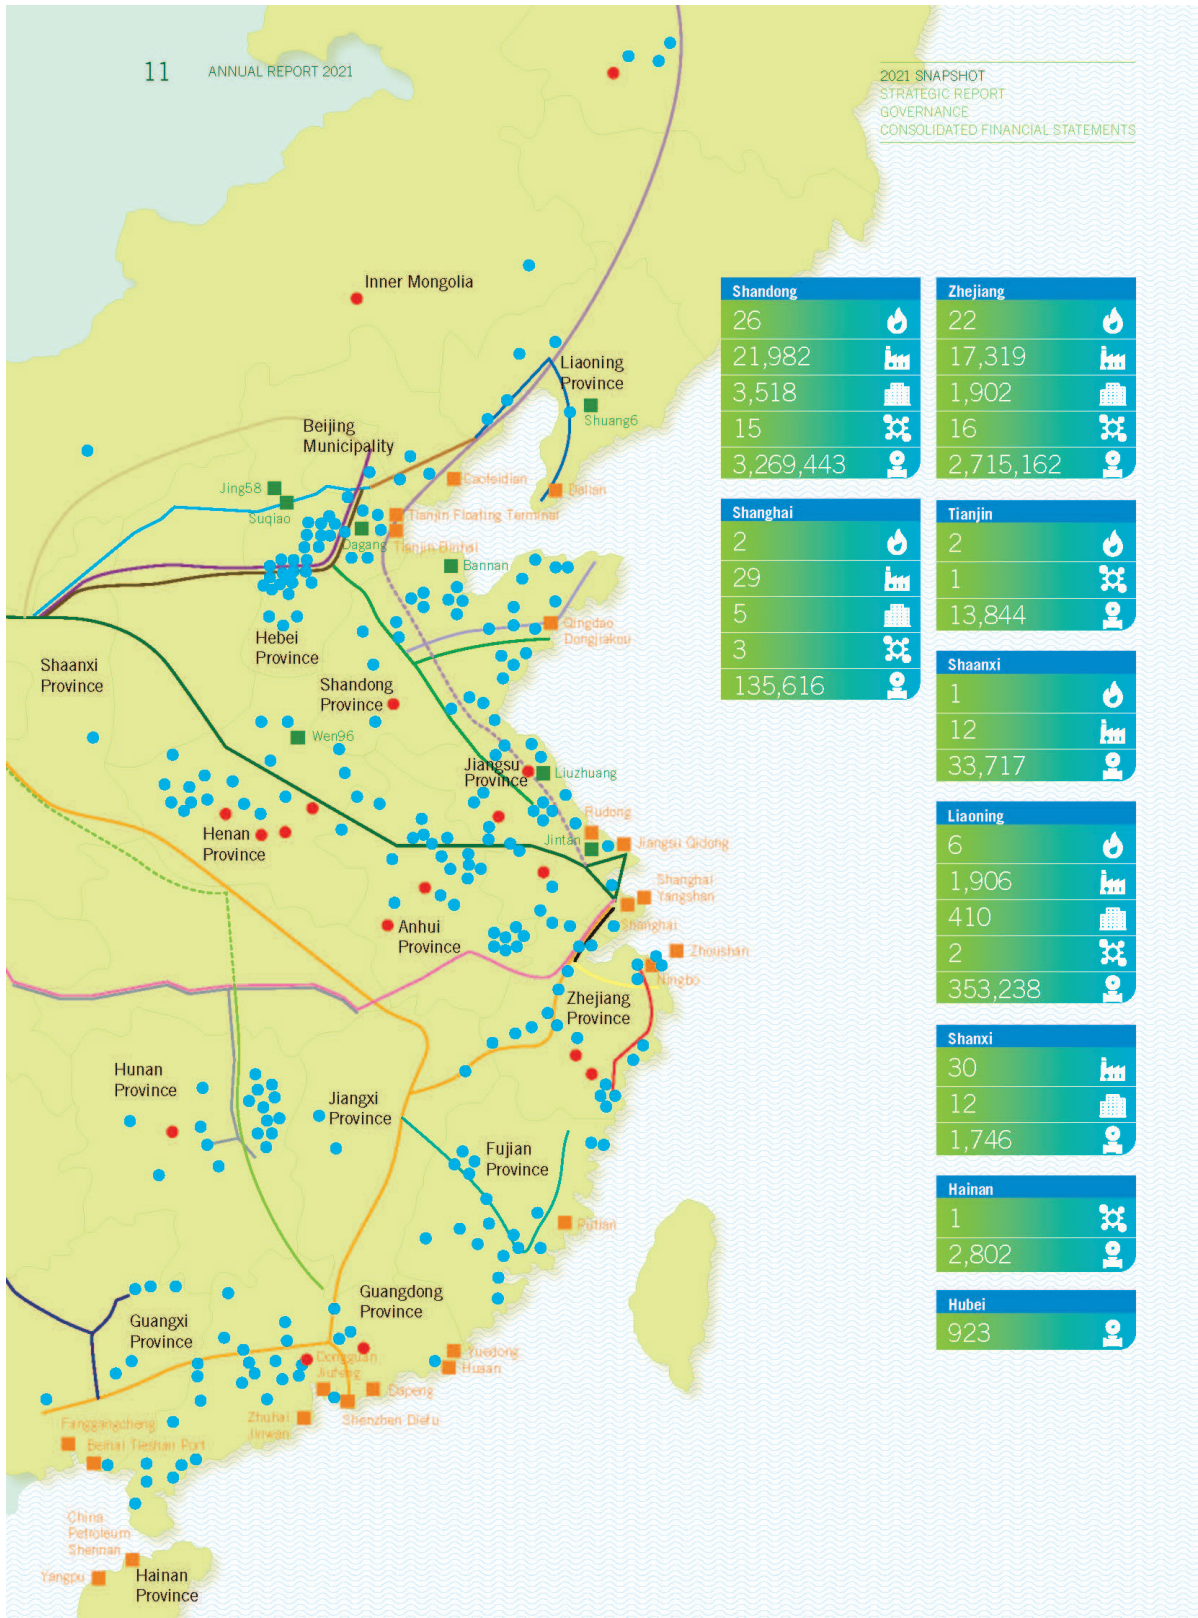 11
ANNUAL REPORT 2021
2021 SNAPSHOT
STRATEGIC REPORT
GOVERNANCE
CONSOLIDATED FINANCIAL STATEMENTS
Inner Mongolia
Liaoning
Province
Shuang6
Beijing
Municipality
Jing58
Suqiao
Caofeidian
Dalian
Tianjin Floating Terminal
Dagang
Tianjin Binhai
Bannan
Qingdao
Dongjiakou
Hebei
Province
Shaanxi
Province
Shandong
Province
Wen96
Jiangsu
Province
Liuzhuang
Rudong
Jintan
Jiangsu Qidong
Henan
Province
Shanghai
Yangshan
Shanghai
Anhui
Province
Zhoushan
Ningbo
Zhejiang
Province
Hunan
Province
Jiangxi
Province
Fujian
Province
Putian
Guangdong
Province
Guangxi
Province
Yuedong
Huaan
Dongguan
Jiufeng
Dapeng
Shenzhen Diefu
Zhuhai
Jinwan
Fanggangcheng
Beihai Tieshan Port
China
Petroleum
Shennan
Yangpu
Hainan
Province
Shandong
26
21,982
3,518
15
3,269,443
Zhejiang
22
17,319
1,902
16
2,715,162
Shanghai
2
29
5
3
135,616
Tianjin
2
1
13,844
Shaanxi
1
12
33,717
Liaoning
6
1,906
410
2
353,238
Shanxi
30
12
1,746
Hainan
1
2,802
Hubei
923